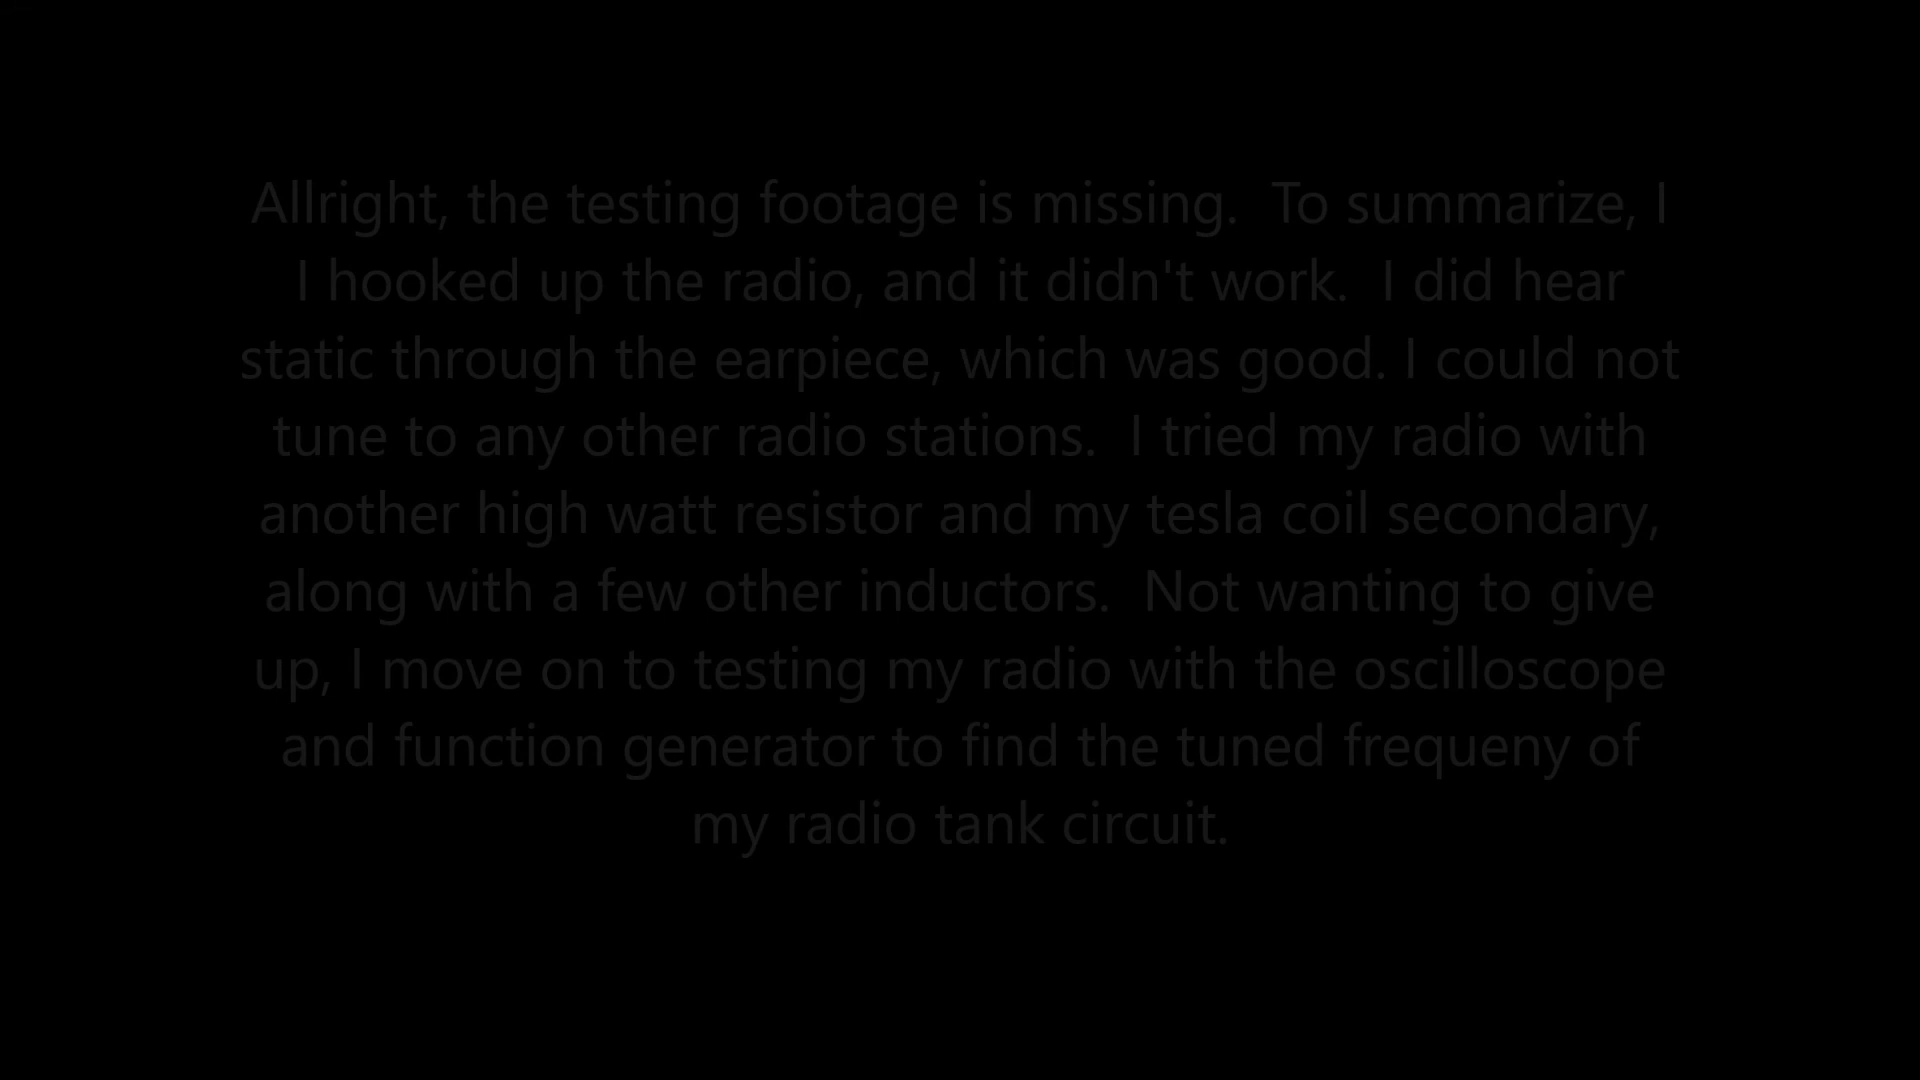 Allright, the testing footage is missing.  To summarize, I
I hooked up the radio, and it didn't work.  I did hear
static through the earpiece, which was good. I could not
tune to any other radio stations.  I tried my radio with
another high watt resistor and my tesla coil secondary,
along with a few other inductors.  Not wanting to give
up, I move on to testing my radio with the oscilloscope
and function generator to find the tuned frequeny of
my radio tank circuit.